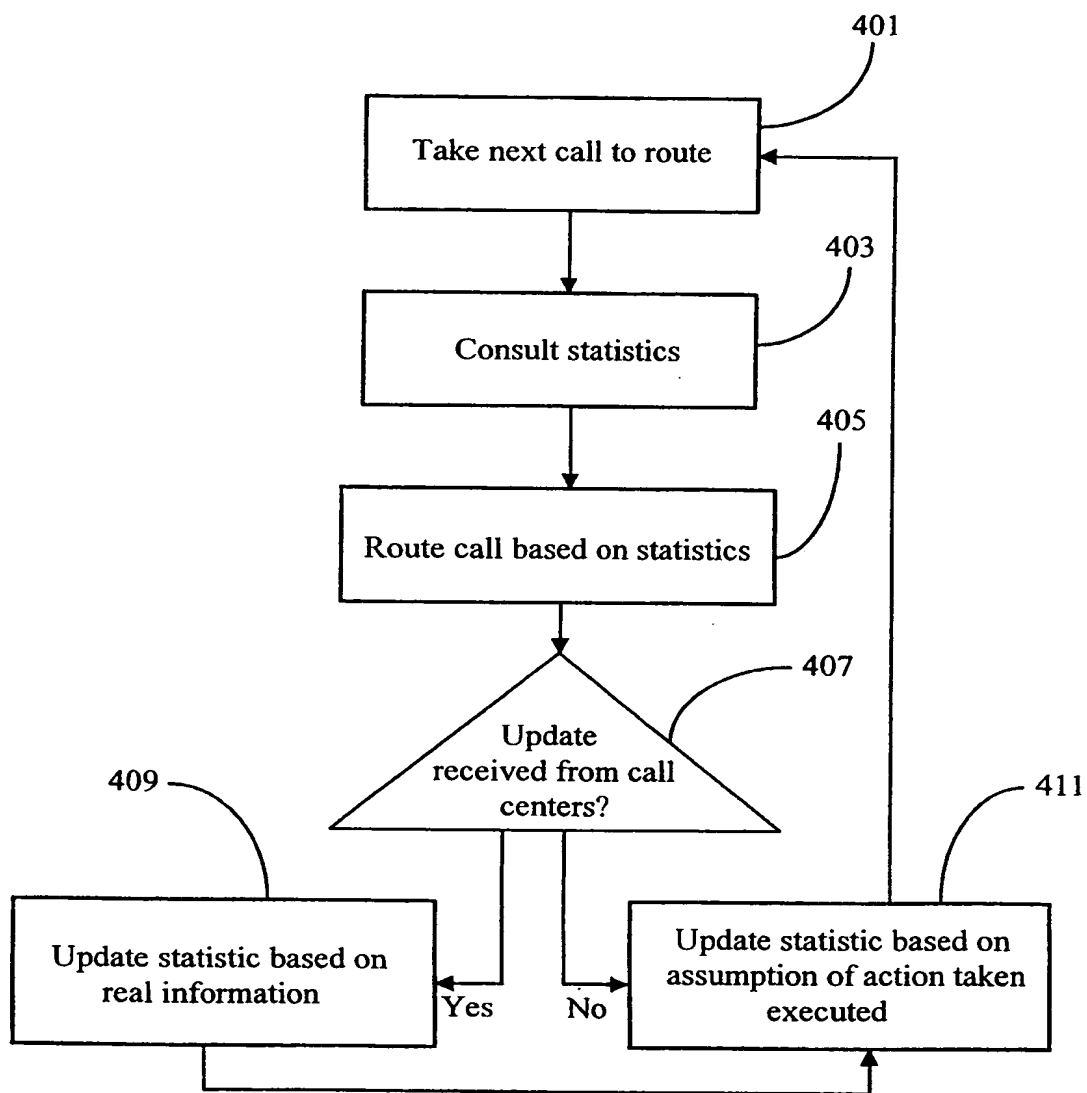 401
Take next call to route
403
Consult statistics
405
Route call based on statistics
407
Update
received from call
centers?
409
411
Update statistic based on
real information
Update statistic based on
assumption of action taken
executed
Yes
No